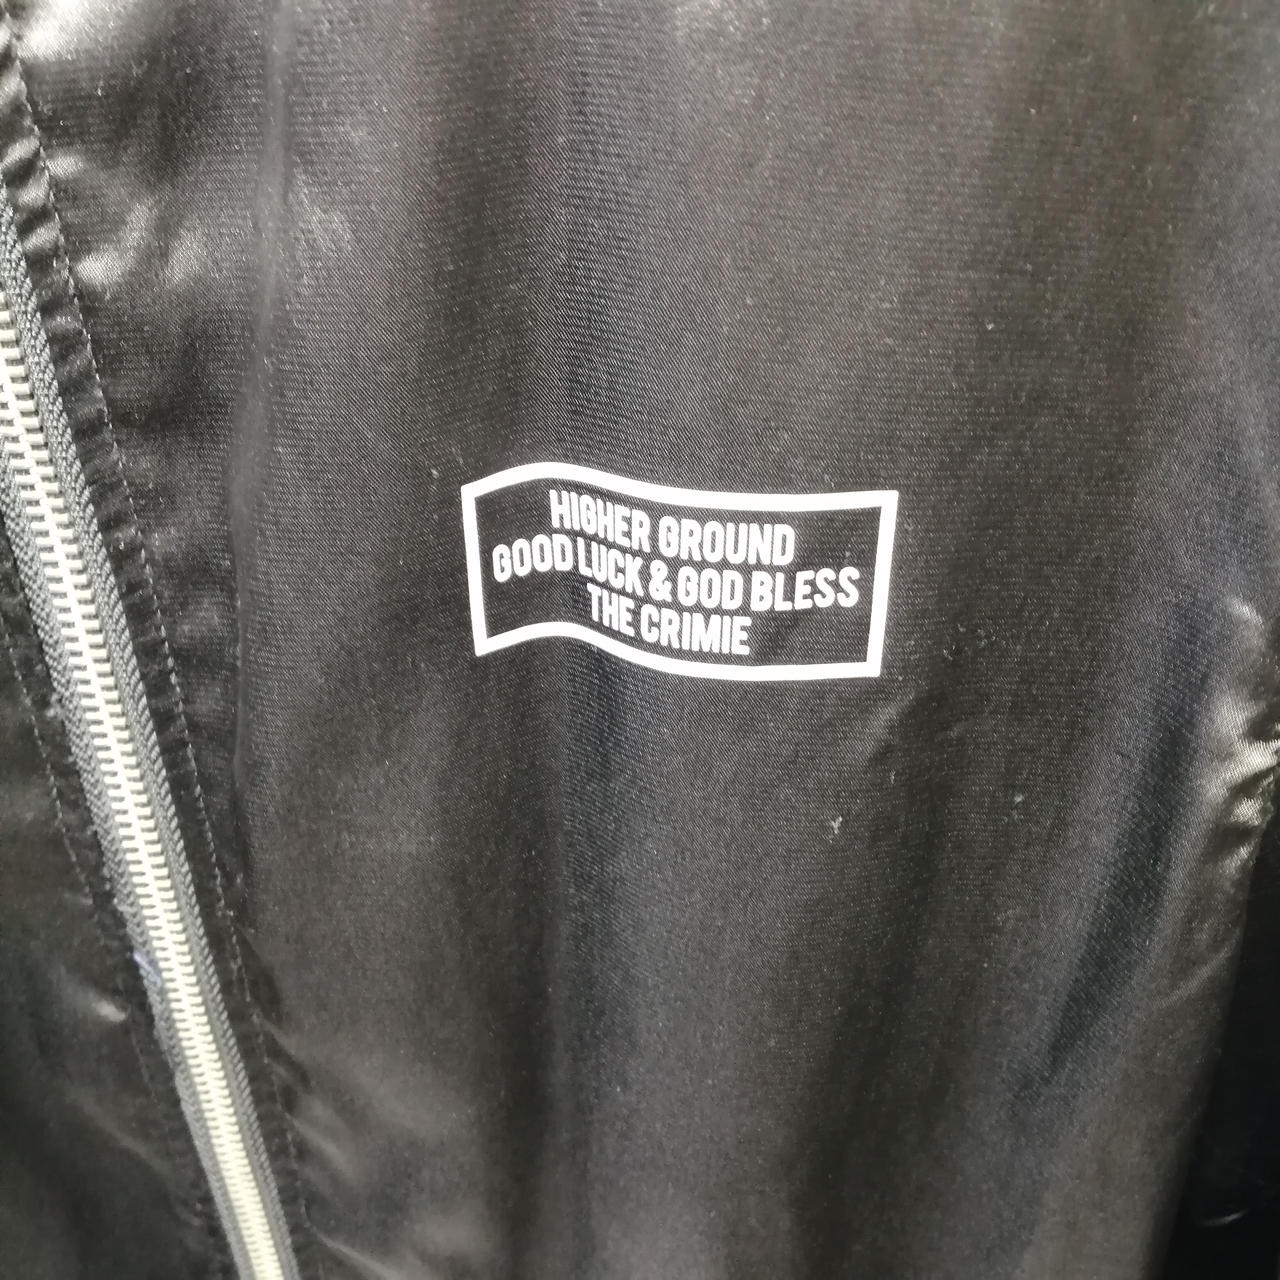 HIGHER GROUND
GOOD LUCK & GOD BLESS
THE CRIMIE